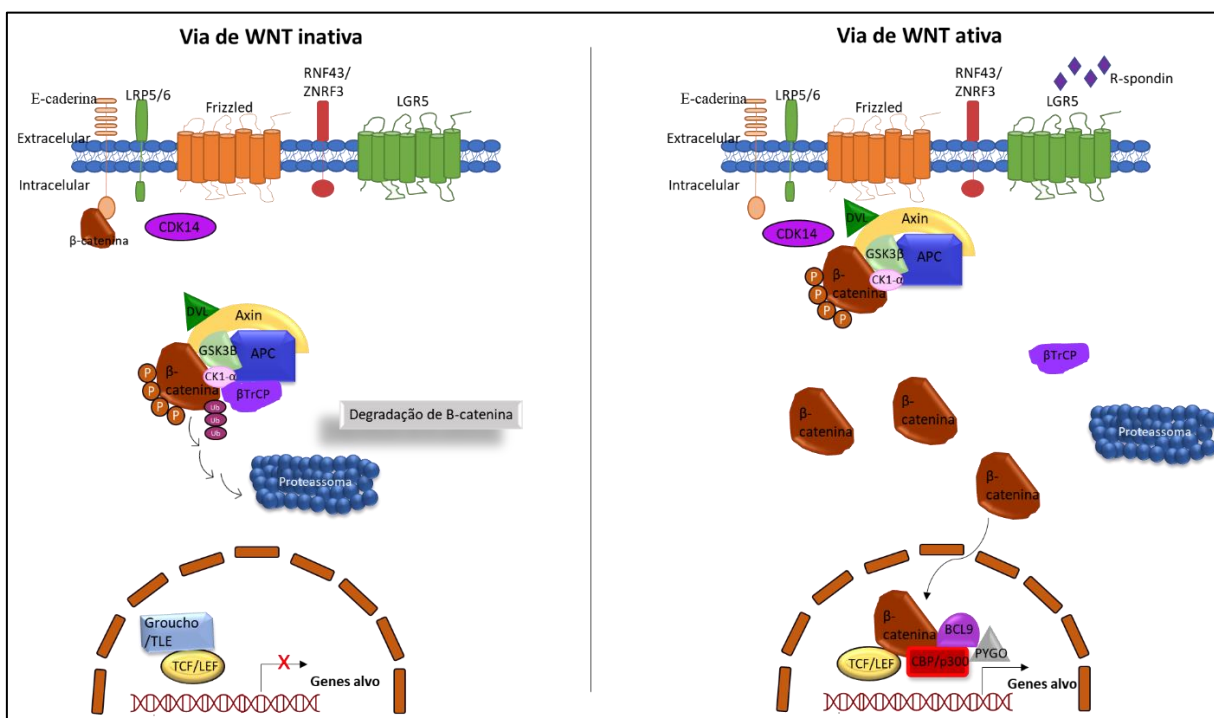 Via de WNT inativa
RNF43/
ZNRF3
E-caderina
LRP5/6
Frizzled
LGR5
Extracelular
Intracelular
β-catenina
CDK14
DVL
Axin
GSK3B
APC
β-
catenina
CK1-α
βTrCP
P
P
P
P
Ub
Ub
Ub
Degradação de B-catenina
Proteassoma
Groucho
/TLE
TCF/LEF
X
Genes alvo
Via de WNT ativa
RNF43/
ZNRF3
R-spondin
E-caderina
LRP5/6
Frizzled
LGR5
Extracelular
Intracelular
CDK14
DVL
Axin
GSK3β
APC
β-
catenina
CK1-α
P
P
P
P
βTrCP
β-
catenina
β-
catenina
Proteassoma
β-
catenina
β-
catenina
BCL9
PYGO
TCF/LEF
CBP/p300
Genes alvo